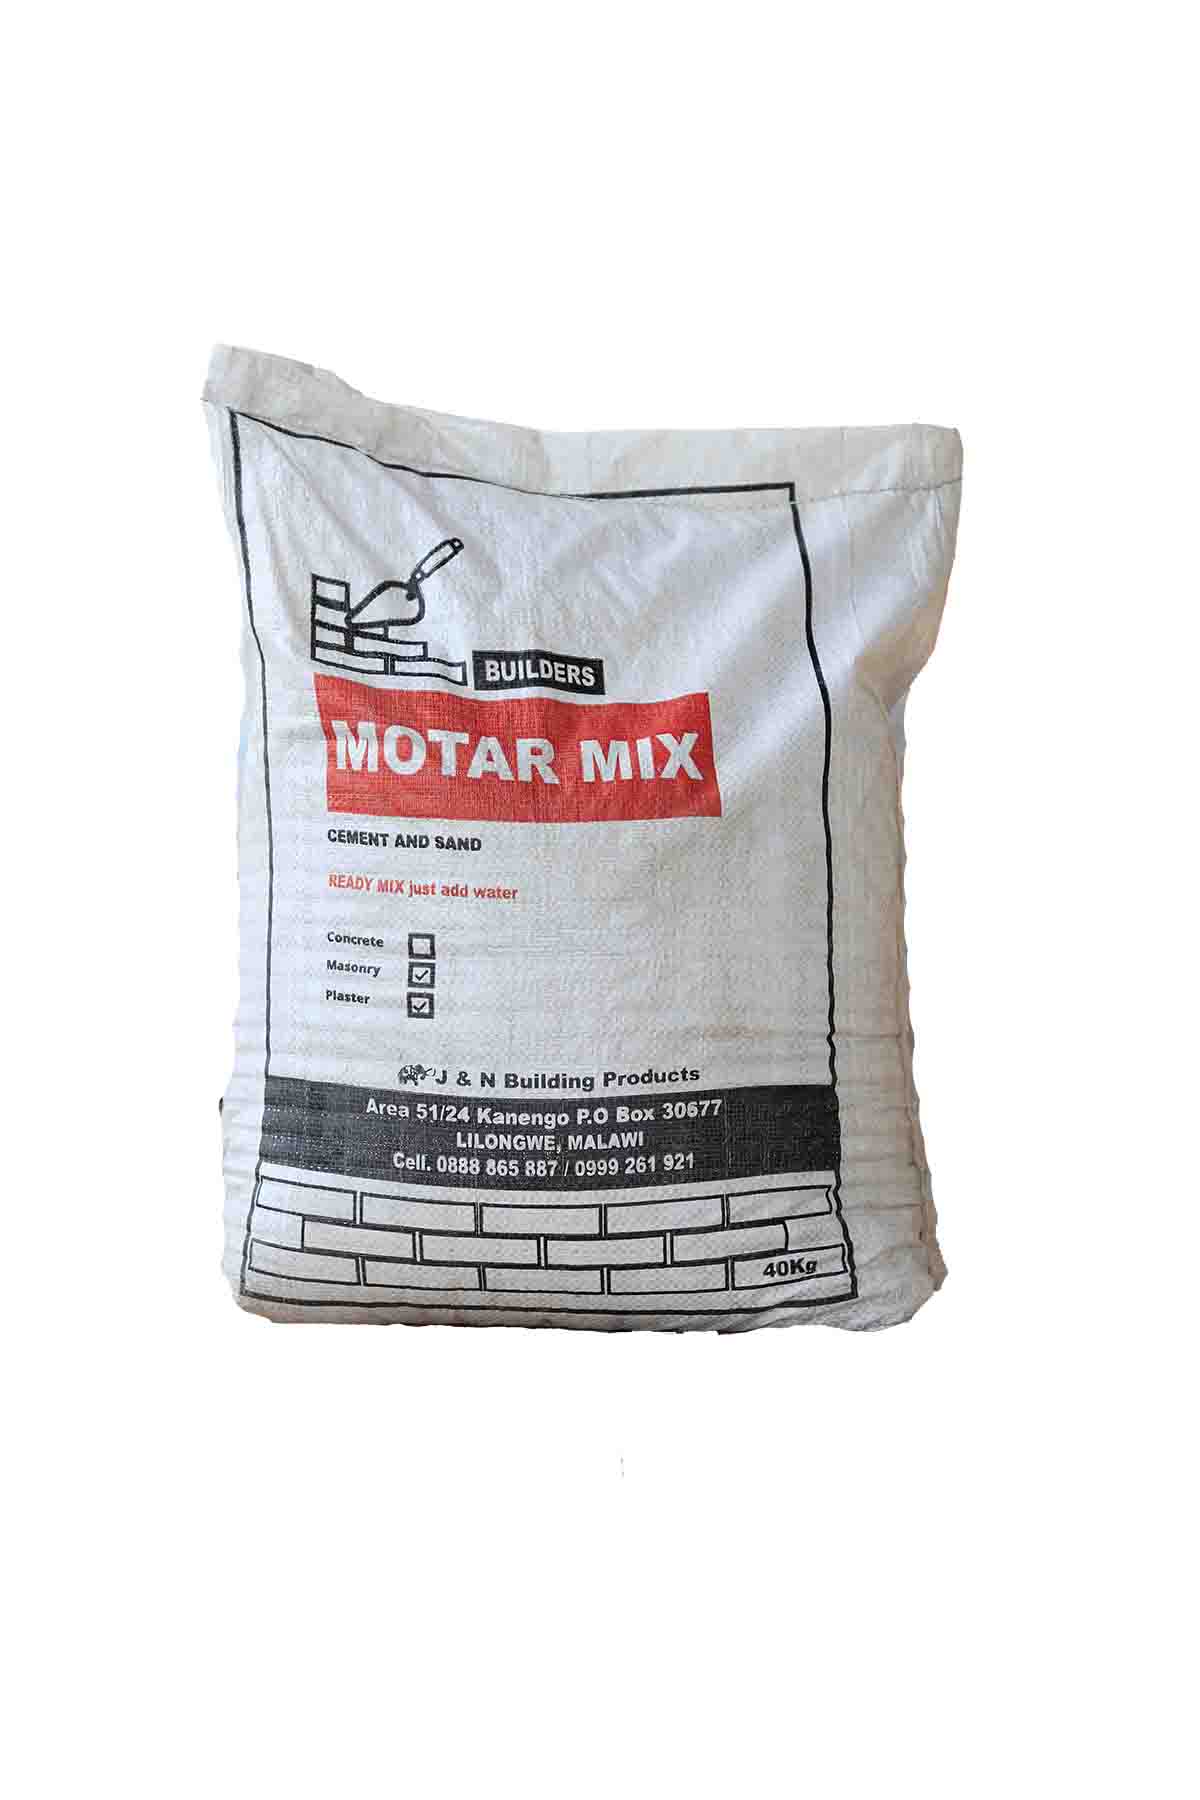 BUILDERS
MOTAR MIX
CEMENT AND SAND
READY MIX just add water
Concrete
Masonry
Plaster
J & N Building Products
Area 51/24 Kanengo P.O Box 30677
LILONGWE, MALAWI
Cell. 0888 865 887 / 0999 261 921
40Kg